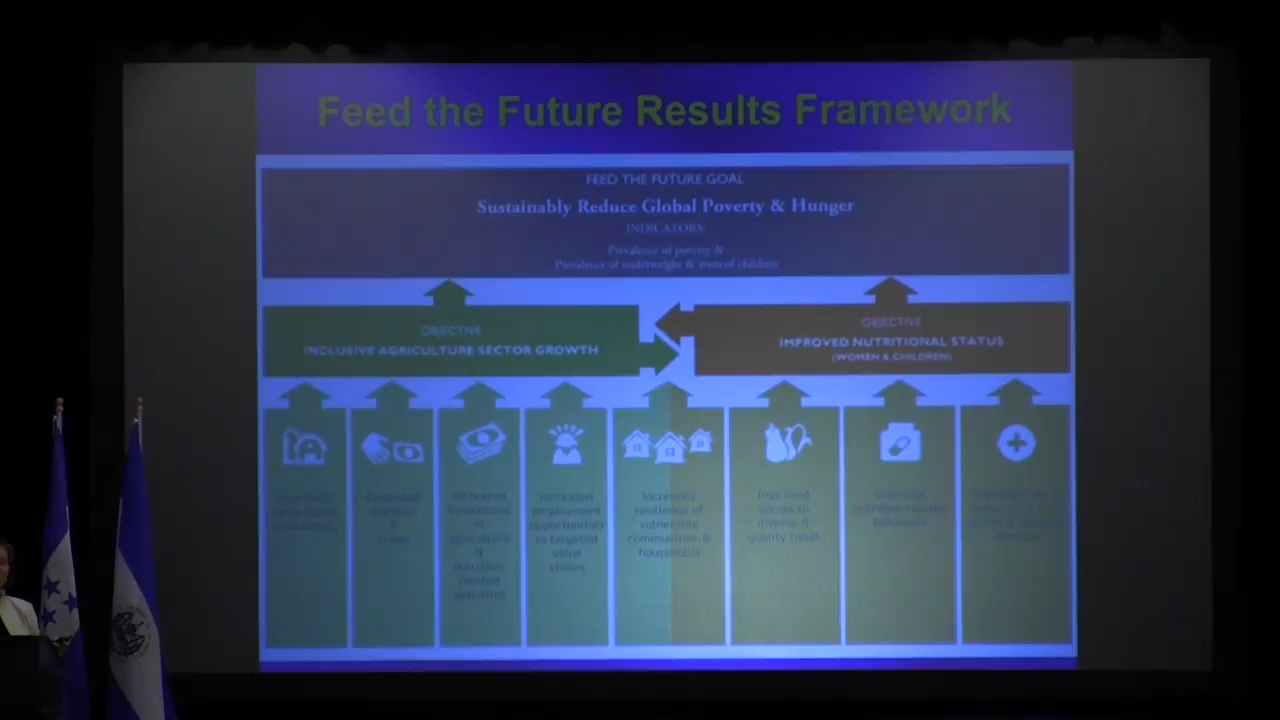 Feed the Future Results Framework
FEED THE FUTURE GOAL
Sustainably Reduce Global Poverty & Hunger
INDICATORS:
Prevalence of poverty &
Prevalence of underweight & stunted children
OBJECTIVE
INCLUSIVE AGRICULTURE SECTOR GROWTH
OBJECTIVE
IMPROVED NUTRITIONAL STATUS
(WOMEN & CHILDREN)
Increased
investment
in
agriculture
&
nutrition-
related
activities
Increased
employment
opportunities
in targeted
value
chains
Increased
resilience of
vulnerable
communities &
households
Improved
access to
diverse &
quality foods